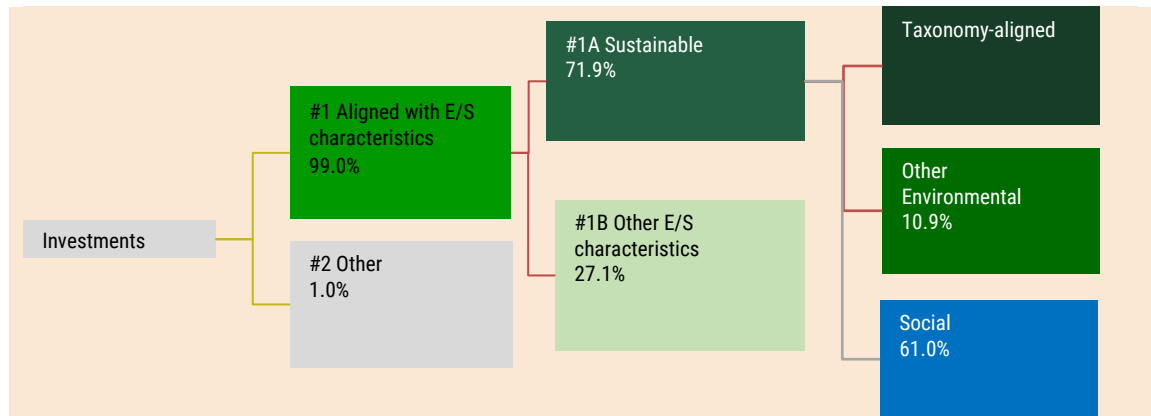 Investments
#1 Aligned with E/S
characteristics
99.0%
#2 Other
1.0%
#1A Sustainable
71.9%
#1B Other E/S
characteristics
27.1%
Taxonomy-aligned
Other
Environmental
10.9%
Social
61.0%